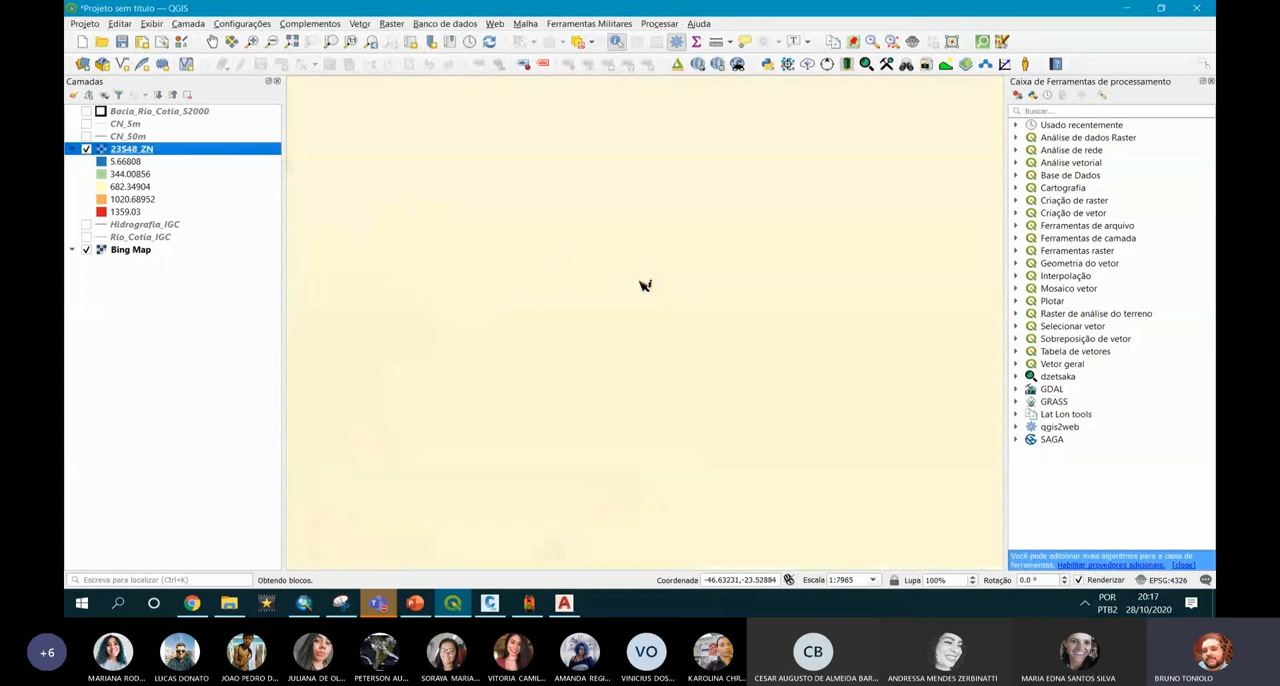 *Projeto sem título — QGIS
Projeto Editar Exibir Camada Configurações Complementos Vetor Raster Banco de dados Web Malha Ferramentas Militares Processar Ajuda
Camadas
Bacia_Rio_Cotia_S2000
CN_5m
CN_50m
23S48_ZN
5.66808
344.00856
682.34904
1020.68952
1359.03
Hidrografia_IGC
Rio_Cotia_IGC
Bing Map
Caixa de Ferramentas de processamento
Buscar...
Usado recentemente
Análise de dados Raster
Análise de rede
Análise vetorial
Base de Dados
Cartografia
Criação de raster
Criação de vetor
Ferramentas de arquivo
Ferramentas de camada
Ferramentas raster
Geometria do vetor
Interpolação
Mosaico vetor
Plotar
Raster de análise do terreno
Selecionar vetor
Sobreposição de vetor
Tabela de vetores
Vetor geral
dzetsaka
GDAL
GRASS
Lat Lon tools
qgis2web
SAGA
Você pode adicionar mais algoritmos para a caixa de
ferramentas. Habilitar provedores adicionais. [close]
Escreva para localizar (Ctrl+K) Obtendo blocos. Coordenada -46.63231,-23.52884 Escala 1:7965 Lupa 100% Rotação 0.0 ° Renderizar EPSG:4326
POR
PTB2
20:17
28/10/2020
+6
VO
CB
MARIANA ROD...
LUCAS DONATO
JOAO PEDRO D...
JULIANA DE OL...
PETERSON AU...
SORAYA MARIA...
VITORIA CAMIL...
AMANDA REGI...
VINICIUS DOS...
KAROLINA CHR...
CESAR AUGUSTO DE ALMEIDA BAR...
ANDRESSA MENDES ZERBINATTI
MARIA EDNA SANTOS SILVA
BRUNO TONIOLO